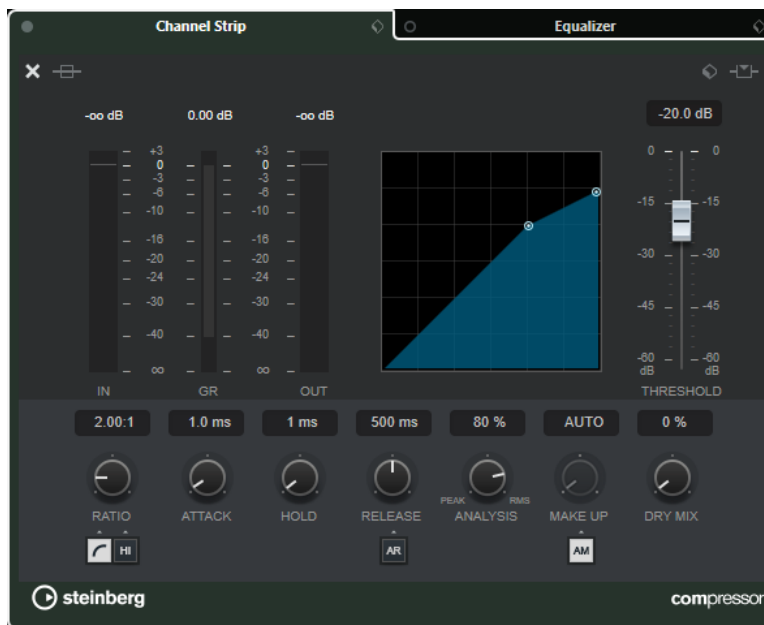 Channel Strip
Equalizer
-oo dB
0.00 dB
-oo dB
-20.0 dB
+3 +3
0 0
-3 -3
-6 -6
-10 -10
-16 -16
-20 -20
-24 -24
-30 -30
-40 -40
∞ ∞
0 0
-15 -15
-30 -30
-45 -45
-60 -60
dB dB
IN
GR
OUT
THRESHOLD
2.00:1
1.0 ms
1 ms
500 ms
80 %
AUTO
0 %
PEAK
RMS
RATIO
ATTACK
HOLD
RELEASE
ANALYSIS
MAKE UP
DRY MIX
HI
AR
AM
steinberg
compressor